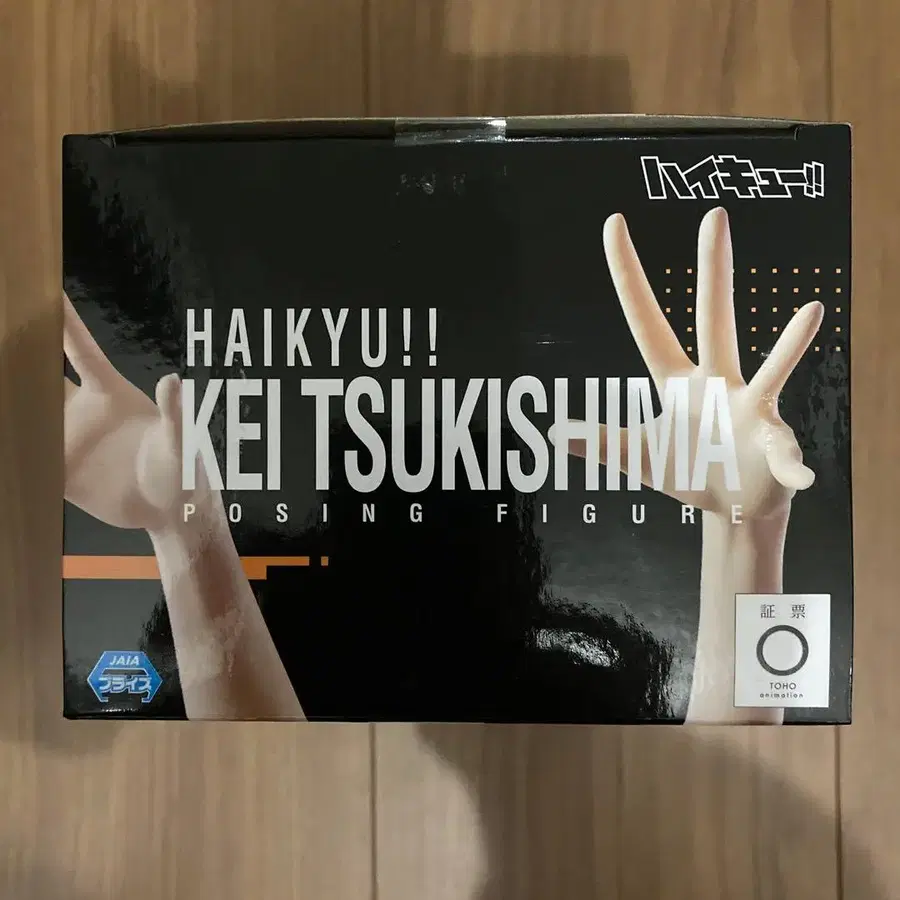 ハイキュー!!
HAIKYU!!
KEI TSUKISHIMA
POSING FIGURE
JAIA
プライズ
証 票
TOHO
animation